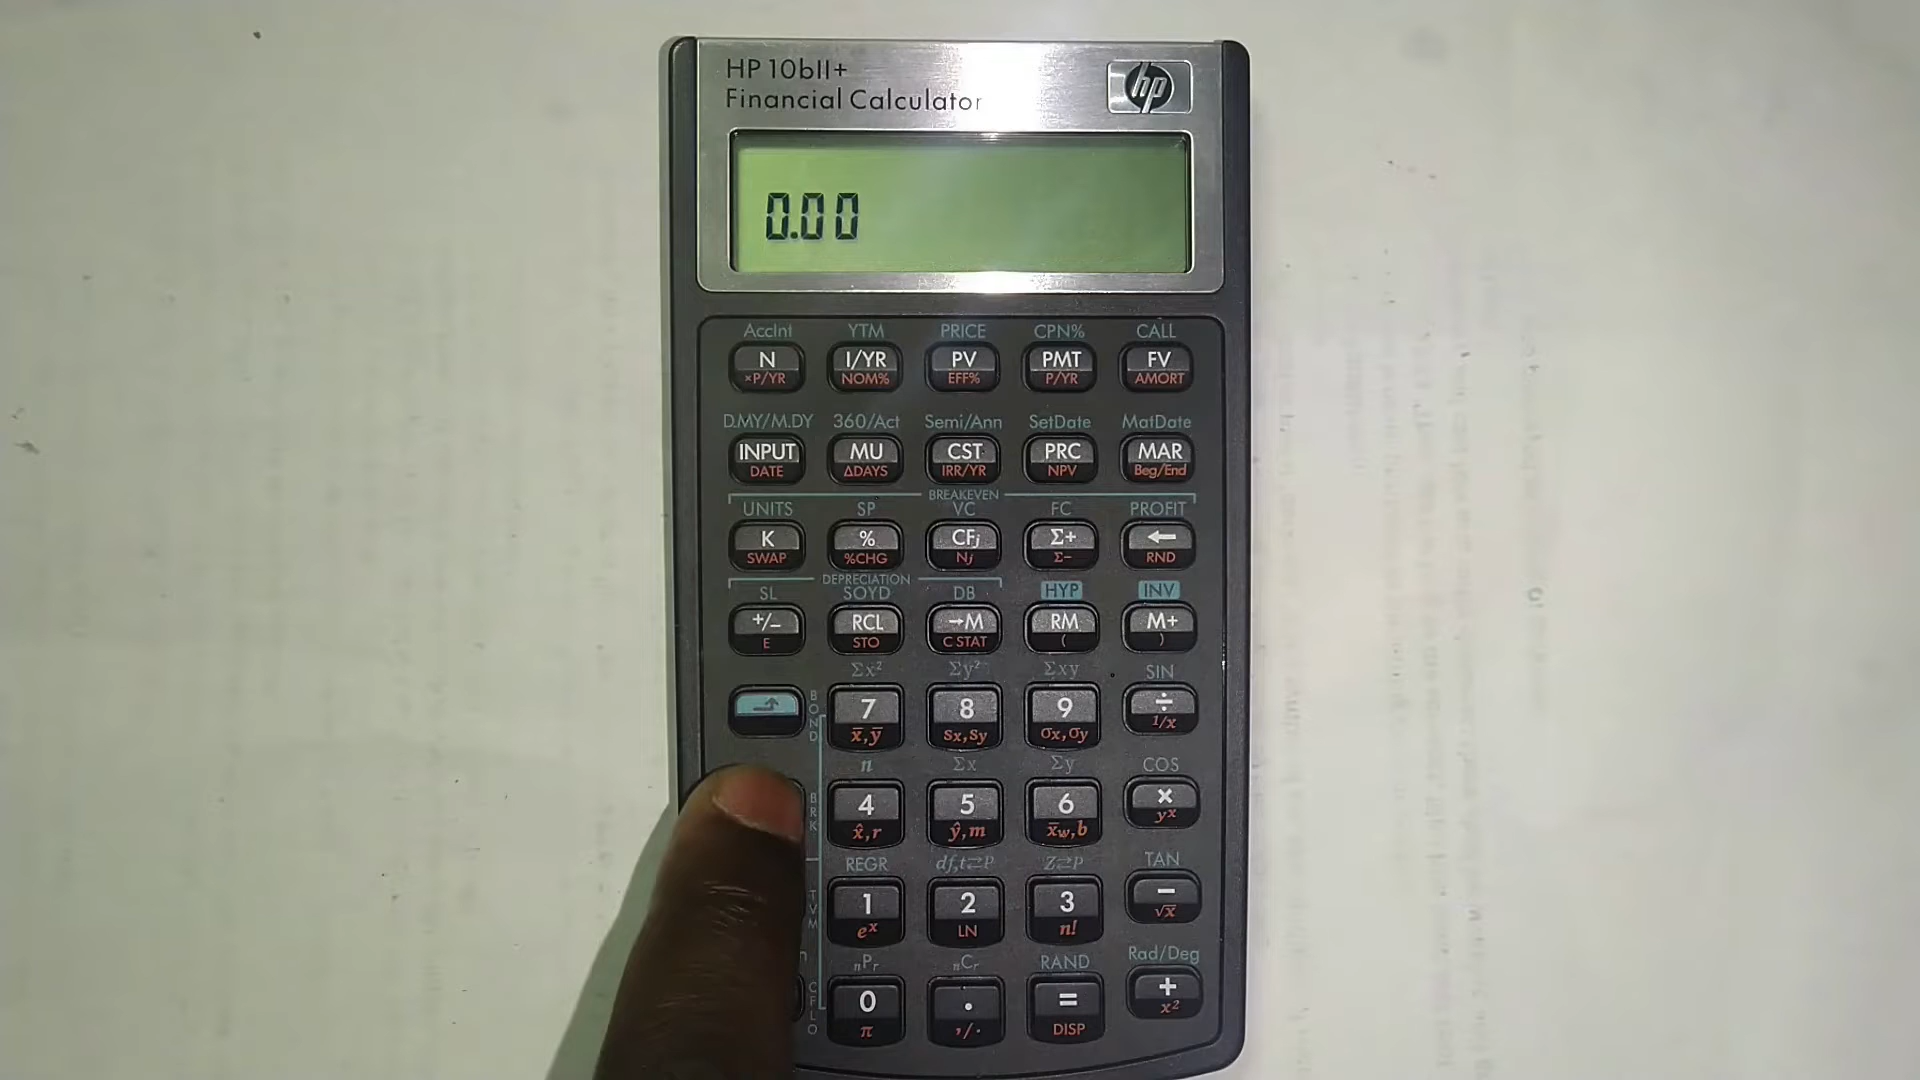 HP 10bII+
Financial Calculator
hp
0.00
AccInt YTM PRICE CPN% CALL
N I/YR PV PMT FV
×P/YR NOM% EFF% P/YR AMORT
D.MY/M.DY 360/Act Semi/Ann SetDate MatDate
INPUT MU CST PRC MAR
DATE ΔDAYS IRR/YR NPV Beg/End
BREAKEVEN
UNITS SP VC FC PROFIT
K % CFj Σ+ ←
SWAP %CHG Nj Σ− RND
DEPRECIATION
SL SOYD DB HYP INV
+/− RCL →M RM M+
E STO C STAT ( )
Σx² Σy² Σxy SIN
BOND
7 8 9 ÷
x̄,ȳ sx,sy σx,σy 1/x
n Σx Σy COS
BRK
4 5 6 ×
x̂,r ŷ,m x̄w,b yˣ
REGR df,t⇄P Z⇄P TAN
TVM
1 2 3 −
eˣ LN n! √x
nPr nCr RAND Rad/Deg
CFLO
0 . = +
π ,/. DISP x²